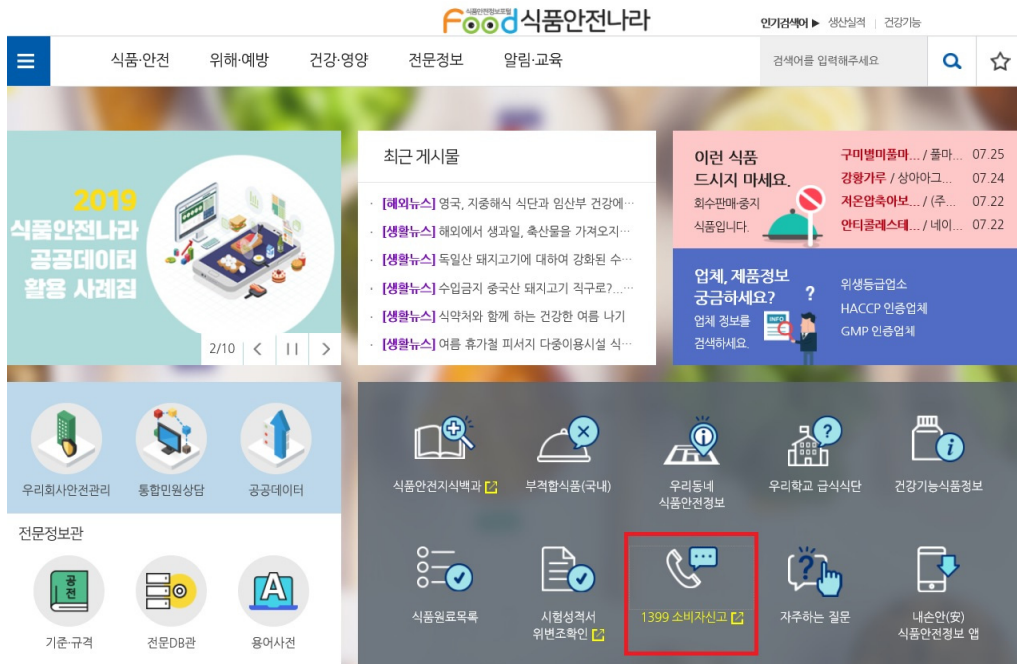 식품안전정보포털
Food 식품안전나라
인기검색어 ▶ 생산실적 | 건강기능
식품·안전 위해·예방 건강·영양 전문정보 알림·교육
검색어를 입력해주세요
2019
식품안전나라
공공데이터
활용 사례집
2/10
최근 게시물
· [해외뉴스] 영국, 지중해식 식단과 임산부 건강에…
· [생활뉴스] 해외에서 생과일, 축산물을 가져오지…
· [생활뉴스] 독일산 돼지고기에 대하여 강화된 수…
· [생활뉴스] 수입금지 중국산 돼지고기 직구로?...…
· [생활뉴스] 식약처와 함께 하는 건강한 여름 나기
· [생활뉴스] 여름 휴가철 피서지 다중이용시설 식…
이런 식품
드시지 마세요.
회수판매·중지
식품입니다.
구미별미풀마... / 풀마... 07.25
강황가루 / 상아아그... 07.24
저온압축아보... / (주... 07.22
안티콜레스테... / 네이... 07.22
업체, 제품정보
궁금하세요?
업체 정보를
검색하세요.
?
INFO
위생등급업소
HACCP 인증업체
GMP 인증업체
우리회사안전관리
통합민원상담
공공데이터
식품안전지식백과
부적합식품(국내)
우리동네
식품안전정보
우리학교 급식식단
건강기능식품정보
전문정보관
공
전
기준·규격
전문DB관
A
용어사전
식품원료목록
시험성적서
위변조확인
1399 소비자신고
자주하는 질문
내손안(安)
식품안전정보 앱